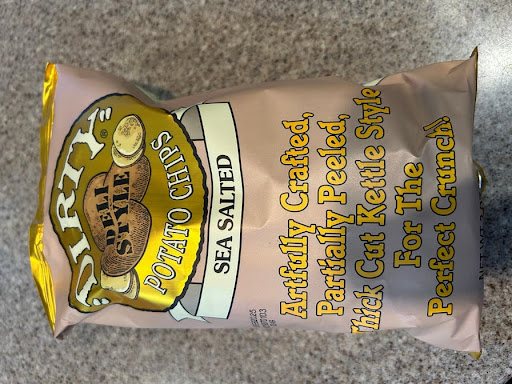 DIRTY®
DELI
STYLE
POTATO CHIPS
SEA SALTED
Artfully Crafted,
Partially Peeled,
Thick Cut Kettle Style
For The
Perfect Crunch!